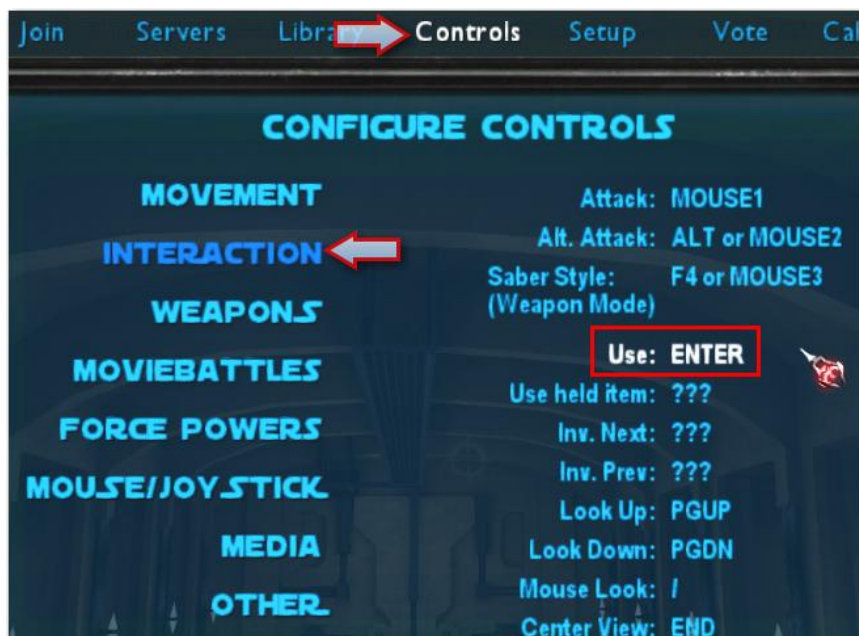 Join Servers Library Controls Setup Vote
CONFIGURE CONTROLS
MOVEMENT
INTERACTION
WEAPONS
MOVIEBATTLES
FORCE POWERS
MOUSE/JOYSTICK
MEDIA
OTHER
Attack: MOUSE1
Alt. Attack: ALT or MOUSE2
Saber Style: F4 or MOUSE3
(Weapon Mode)
Use: ENTER
Use held item: ???
Inv. Next: ???
Inv. Prev: ???
Look Up: PGUP
Look Down: PGDN
Mouse Look: /
Center View: END